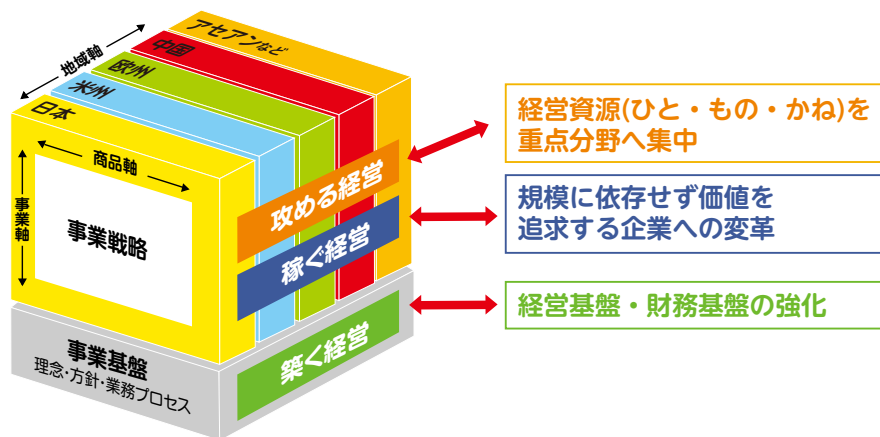 アセアンなど
中国
欧州
米州
日本
地域軸
商品軸
事業軸
事業戦略
攻める経営
稼ぐ経営
築く経営
事業基盤
理念・方針・業務プロセス
経営資源(ひと・もの・かね)を
重点分野へ集中
規模に依存せず価値を
追求する企業への変革
経営基盤・財務基盤の強化